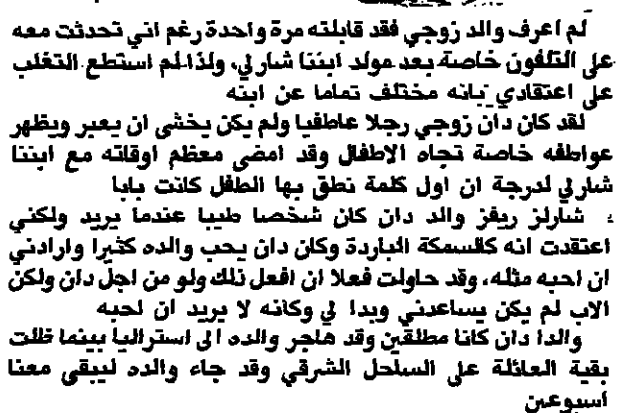 لم اعرف والد زوجي فقد قابلته مرة واحدة رغم اني تحدثت معه
على التلفون خاصة بعد مولد ابننا شارلي، ولذا لم استطع التغلب
على اعتقادي بانه مختلف تماما عن ابنه
لقد كان دان زوجي رجلا عاطفيا ولم يكن يخشى ان يعبر ويظهر
عواطفه خاصة تجاه الاطفال وقد امضى معظم اوقاته مع ابننا
شارلي لدرجة ان اول كلمة نطق بها الطفل كانت بابا
شارلز ريفز والد دان كان شخصا طيبا عندما يريد ولكني
اعتقدت انه كالسمكة الباردة وكان دان يحب والده كثيرا وارادني
ان احبه مثله، وقد حاولت فعلا ان افعل ذلك ولو من اجل دان ولكن
الاب لم يكن يساعدني وبدا لي وكانه لا يريد ان احبه
والدا دان كانا مطلقين وقد هاجر والده الى استراليا بينما ظلت
بقية العائلة على الساحل الشرقي وقد جاء والده ليبقى معنا
اسبوعين